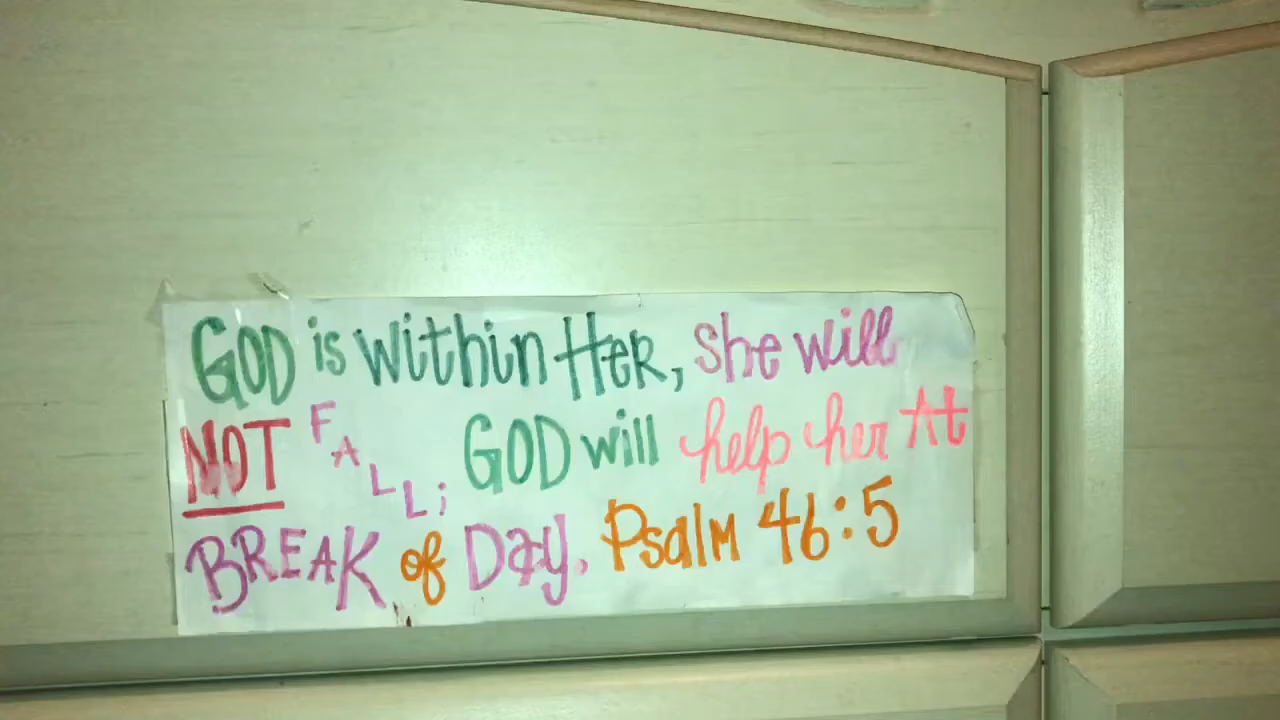 GOD is within HER, she will
NOT FALL; GOD will help her At
BREAK of Day. Psalm 46:5